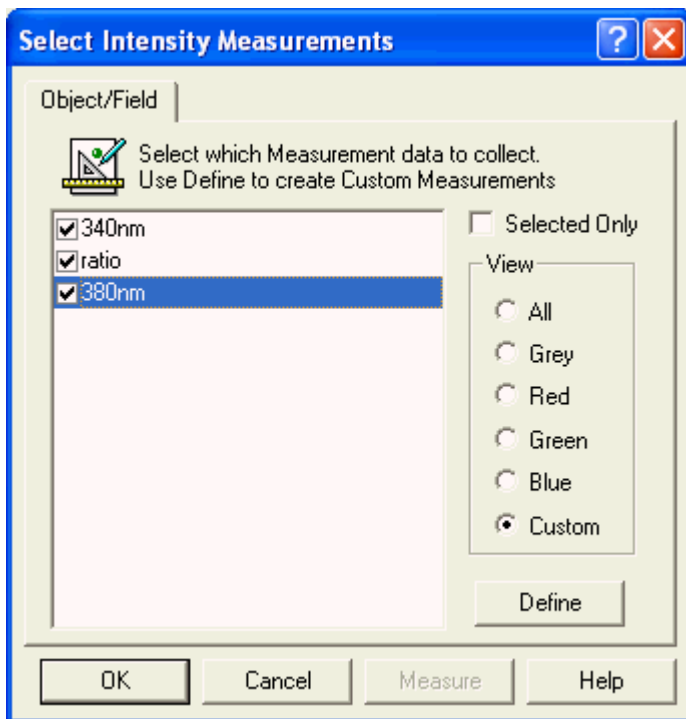 Select Intensity Measurements
Object/Field
Select which Measurement data to collect.
Use Define to create Custom Measurements
340nm
ratio
380nm
Selected Only
View
All
Grey
Red
Green
Blue
Custom
Define
OK
Cancel
Measure
Help